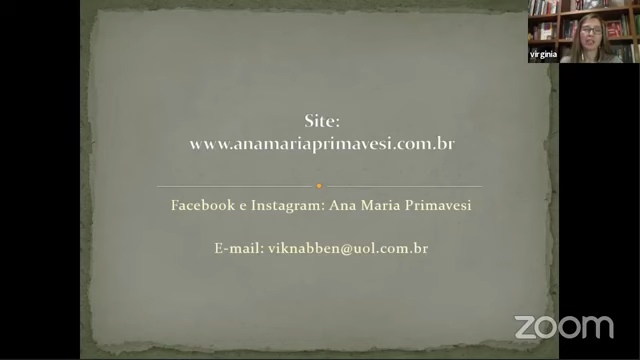 virginia
Site:
www.anamariaprimavesi.com.br
Facebook e Instagram: Ana Maria Primavesi
E-mail: viknabben@uol.com.br
zoom